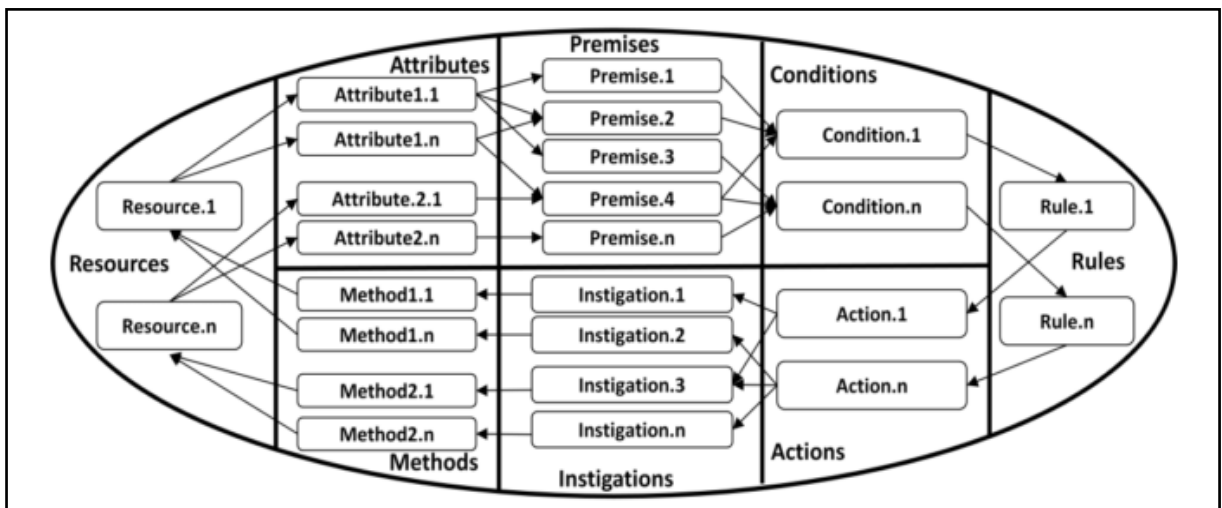 Premises
Attributes
Conditions
Attribute1.1
Attribute1.n
Attribute.2.1
Attribute2.n
Premise.1
Premise.2
Premise.3
Premise.4
Premise.n
Condition.1
Condition.n
Resource.1
Resources
Resource.n
Rule.1
Rules
Rule.n
Method1.1
Method1.n
Method2.1
Method2.n
Methods
Instigation.1
Instigation.2
Instigation.3
Instigation.n
Instigations
Action.1
Action.n
Actions